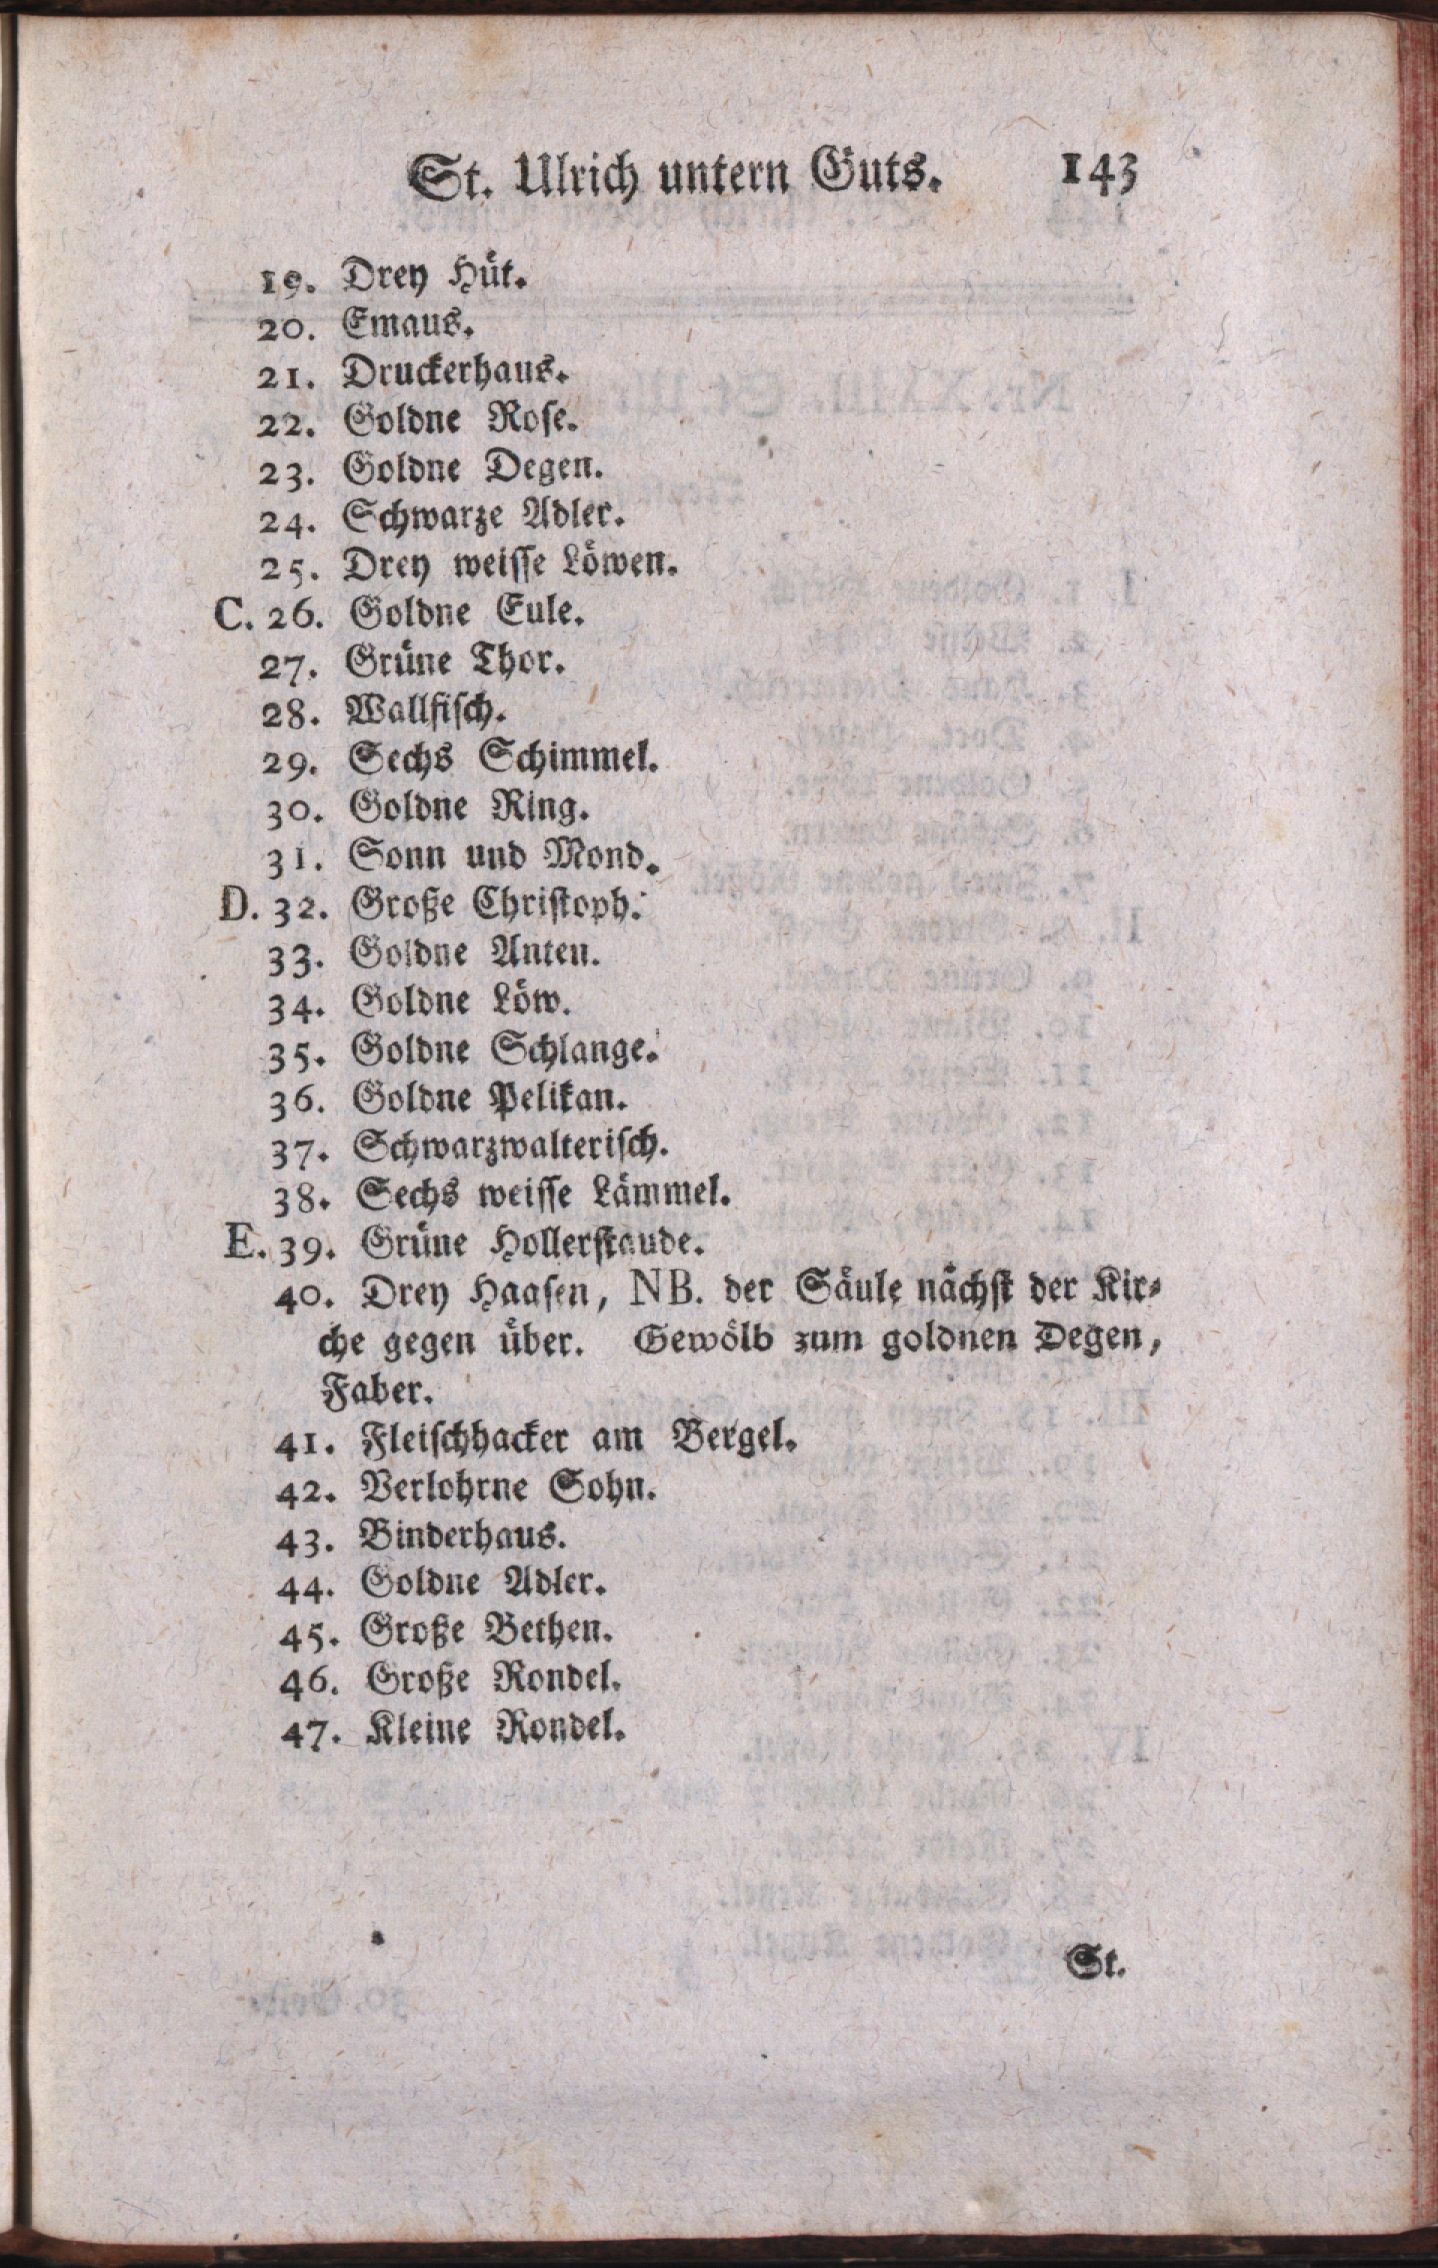 St. Ulrich untern Guts. 143
19. Drey Hüt.
20. Emaus.
21. Druckerhaus.
22. Goldne Rose.
23. Goldne Degen.
24. Schwarze Adler.
25. Drey weisse Löwen.
C. 26. Goldne Eule.
27. Grüne Thor.
28. Wallfisch.
29. Sechs Schimmel.
30. Goldne Ring.
31. Sonn und Mond.
D. 32. Große Christoph.
33. Goldne Anten.
34. Goldne Löw.
35. Goldne Schlange.
36. Goldne Pelikan.
37. Schwarzwalterisch.
38. Sechs weisse Lämmel.
E. 39. Grüne Hollerstaude.
40. Drey Haasen, NB. der Säule nächst der Kir-
che gegen über. Gewölb zum goldnen Degen,
Faber.
41. Fleischhacker am Bergel.
42. Verlohrne Sohn.
43. Binderhaus.
44. Goldne Adler.
45. Große Bethen.
46. Große Rondel.
47. Kleine Rondel.
St.